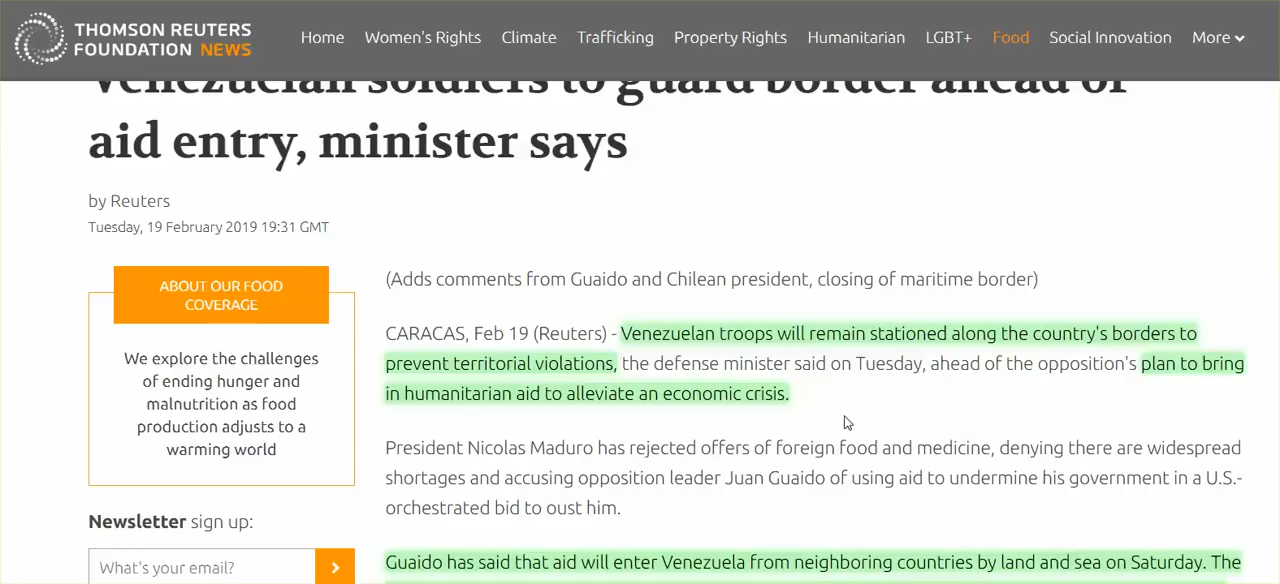 THOMSON REUTERS
FOUNDATION NEWS
Home Women's Rights Climate Trafficking Property Rights Humanitarian LGBT+ Food Social Innovation More
Venezuelan soldiers to guard border ahead of
aid entry, minister says
by Reuters
Tuesday, 19 February 2019 19:31 GMT
ABOUT OUR FOOD
COVERAGE
We explore the challenges
of ending hunger and
malnutrition as food
production adjusts to a
warming world
Newsletter sign up:
What's your email?
(Adds comments from Guaido and Chilean president, closing of maritime border)
CARACAS, Feb 19 (Reuters) - Venezuelan troops will remain stationed along the country's borders to
prevent territorial violations, the defense minister said on Tuesday, ahead of the opposition's plan to bring
in humanitarian aid to alleviate an economic crisis.
President Nicolas Maduro has rejected offers of foreign food and medicine, denying there are widespread
shortages and accusing opposition leader Juan Guaido of using aid to undermine his government in a U.S.-
orchestrated bid to oust him.
Guaido has said that aid will enter Venezuela from neighboring countries by land and sea on Saturday. The